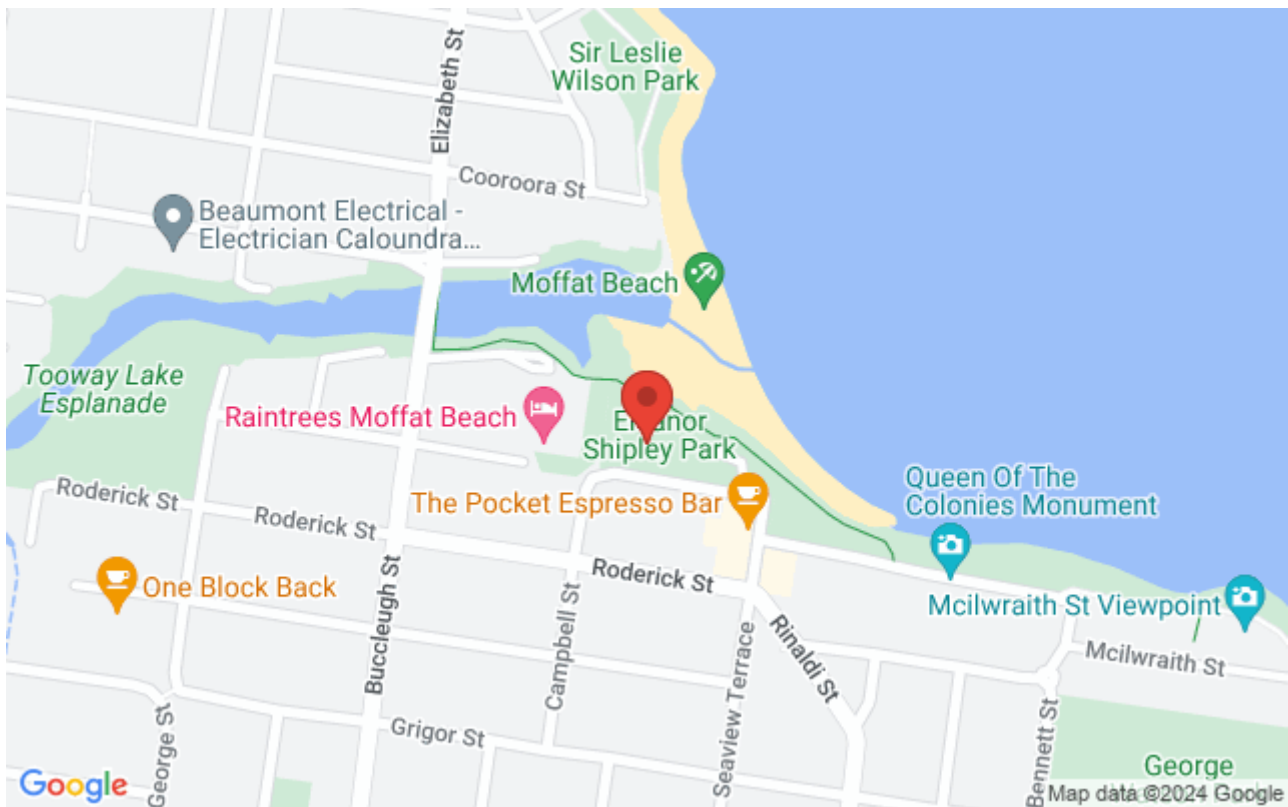 Sir Leslie
Wilson Park
Elizabeth St
Cooroora St
Beaumont Electrical -
Electrician Caloundra...
Moffat Beach
Tooway Lake
Esplanade
Raintrees Moffat Beach
Shipley Park
Queen Of The
Colonies Monument
The Pocket Espresso Bar
Roderick St
Roderick St
Roderick St
One Block Back
Buccleugh St
Campbell St
Seaview Terrace
Rinaldi St
Mcilwraith St Viewpoint
Mcilwraith St
Grigor St
George St
Bennett St
George
Google
Map data ©2024 Google